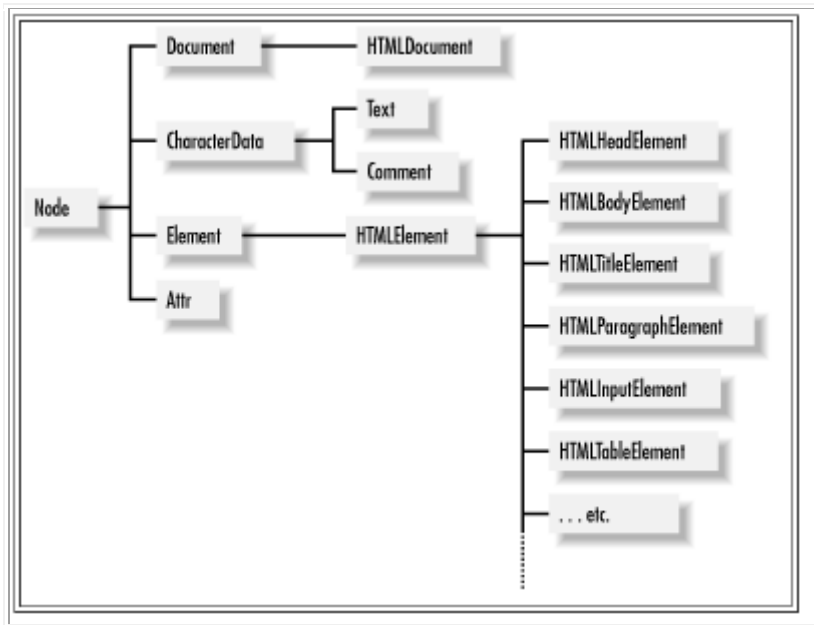 Node
Document
HTMLDocument
CharacterData
Text
Comment
Element
HTMLElement
Attr
HTMLHeadElement
HTMLBodyElement
HTMLTitleElement
HTMLParagraphElement
HTMLInputElement
HTMLTableElement
. . . etc.